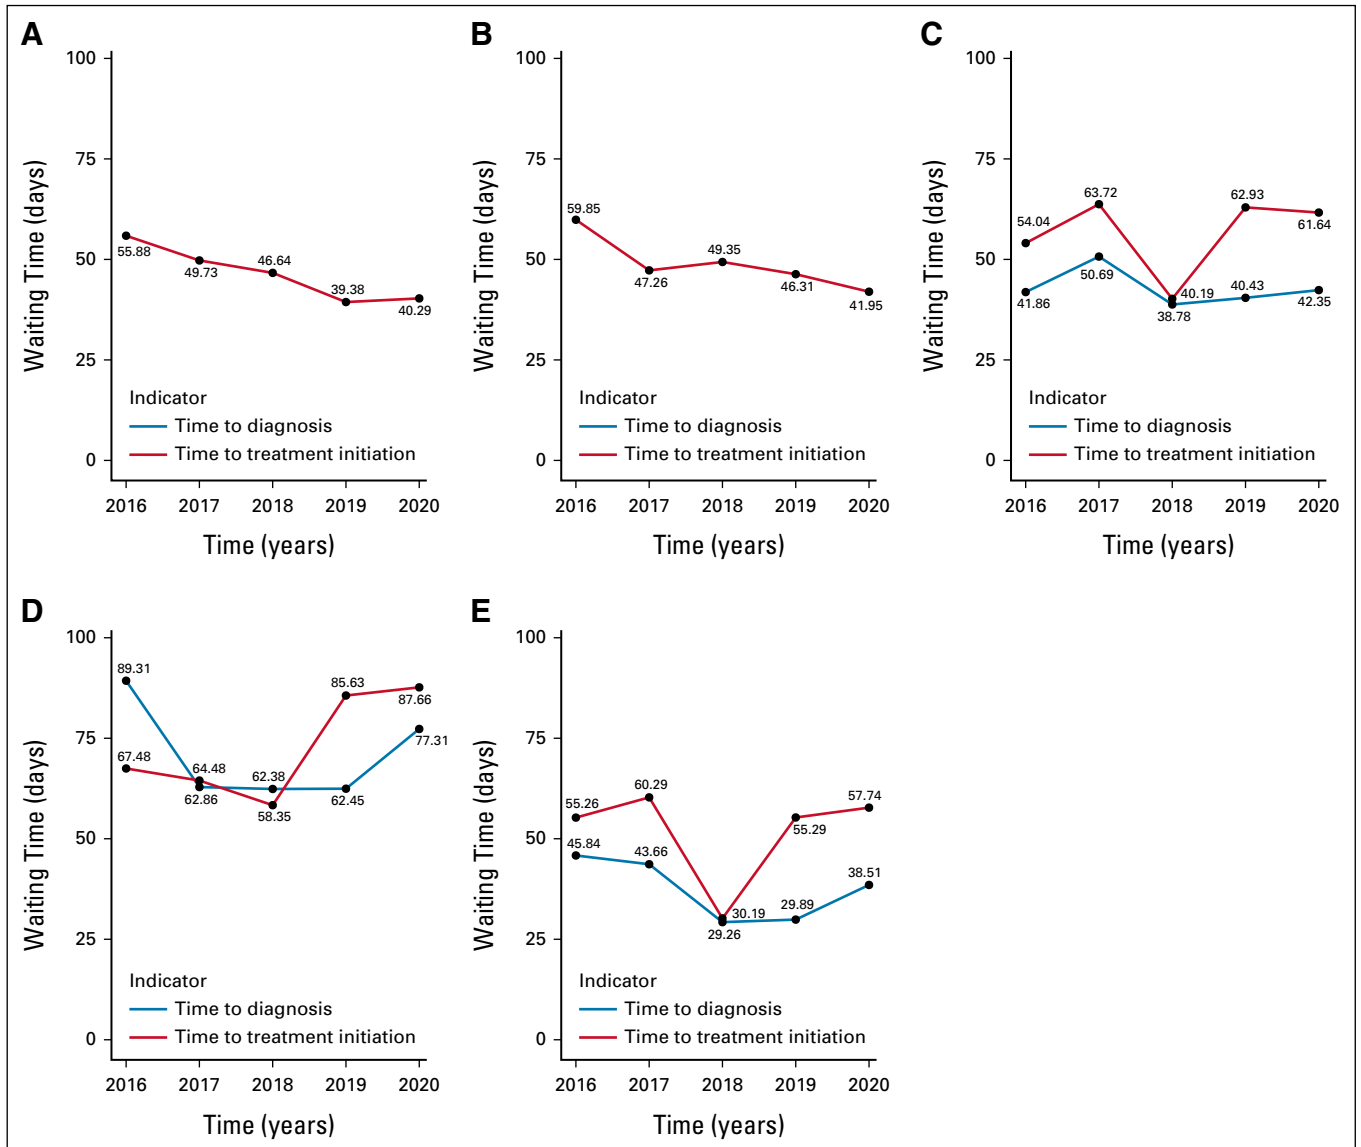 A
Waiting Time (days)
100
75
50
25
0
55.88
49.73
46.64
39.38
40.29
Indicator
Time to diagnosis
Time to treatment initiation
2016 2017 2018 2019 2020
Time (years)
B
Waiting Time (days)
100
75
50
25
0
59.85
47.26
49.35
46.31
41.95
Indicator
Time to diagnosis
Time to treatment initiation
2016 2017 2018 2019 2020
Time (years)
C
Waiting Time (days)
100
75
50
25
0
54.04
63.72
40.19
62.93
61.64
41.86
50.69
38.78
40.43
42.35
Indicator
Time to diagnosis
Time to treatment initiation
2016 2017 2018 2019 2020
Time (years)
D
Waiting Time (days)
100
75
50
25
0
89.31
67.48
64.48
62.86
62.38
58.35
85.63
62.45
87.66
77.31
Indicator
Time to diagnosis
Time to treatment initiation
2016 2017 2018 2019 2020
Time (years)
E
Waiting Time (days)
100
75
50
25
0
55.26
60.29
30.19
55.29
57.74
45.84
43.66
29.26
29.89
38.51
Indicator
Time to diagnosis
Time to treatment initiation
2016 2017 2018 2019 2020
Time (years)